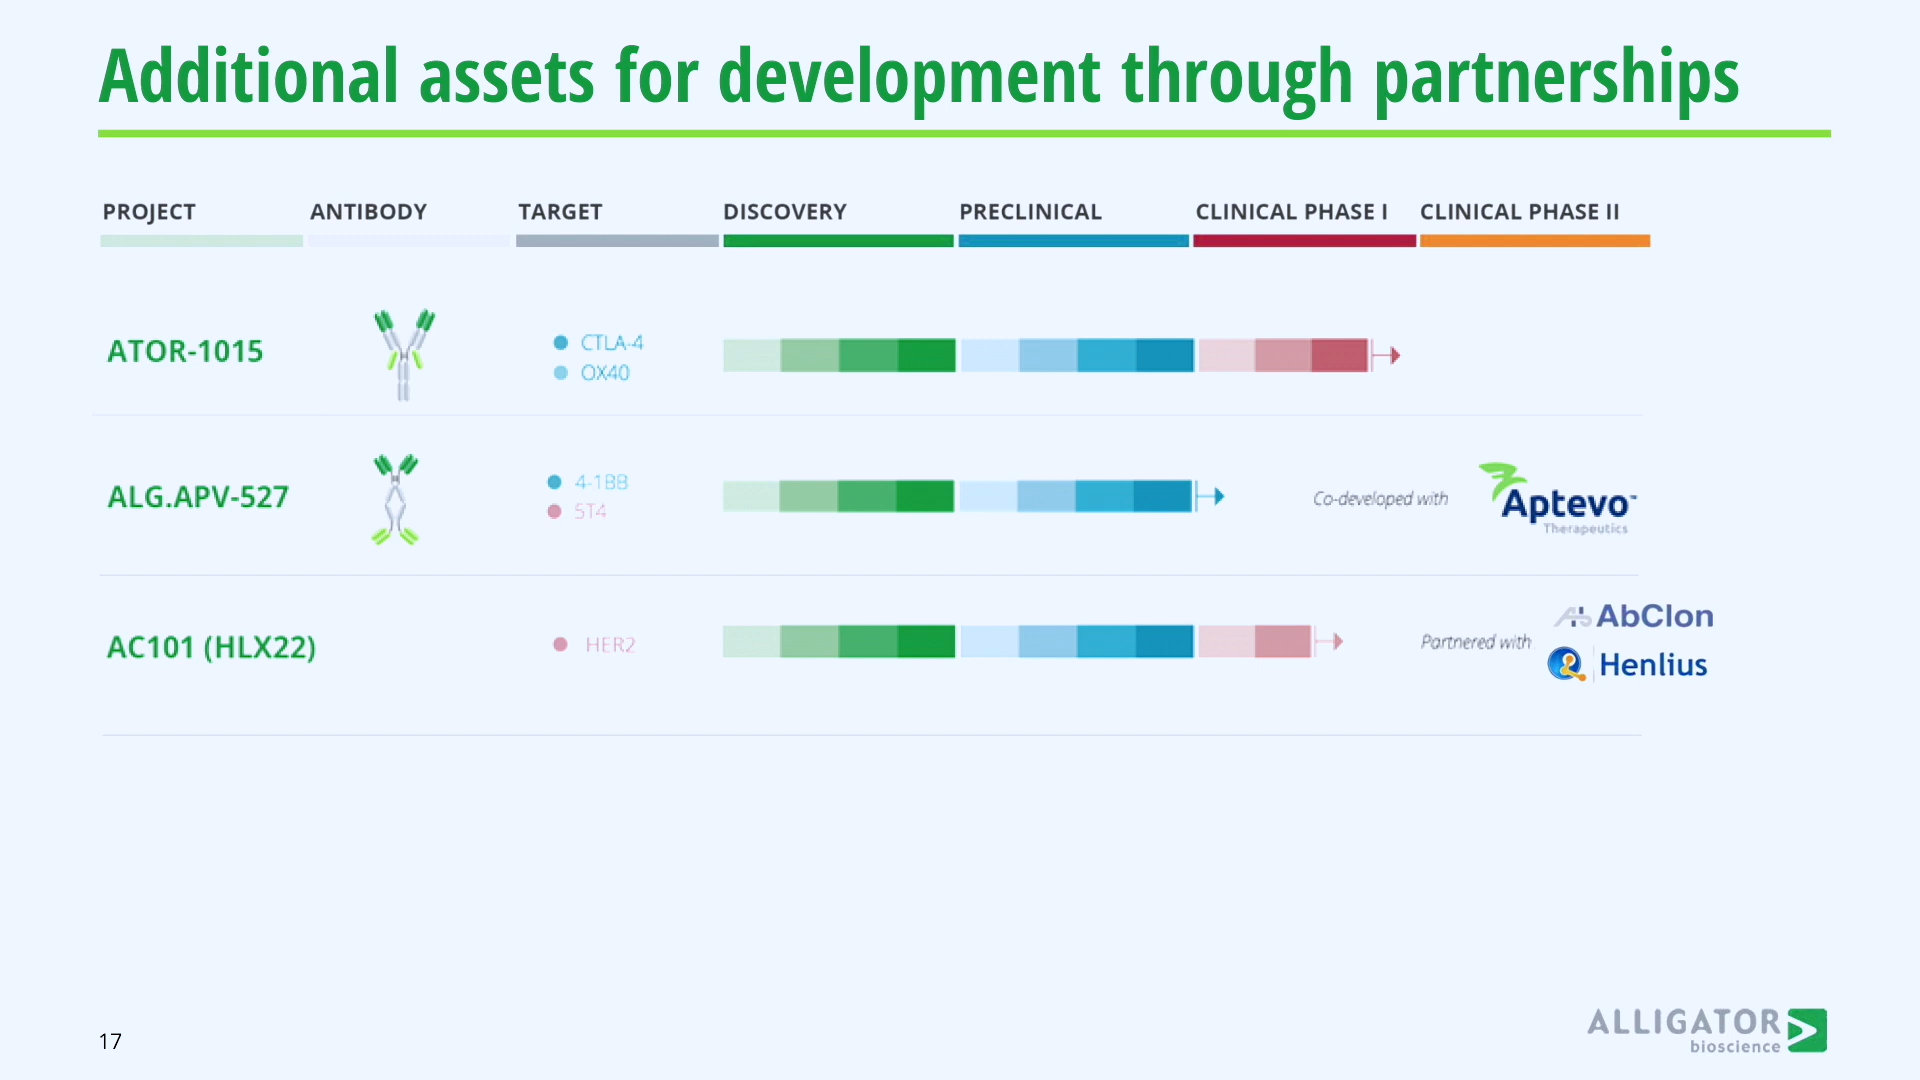 Additional assets for development through partnerships
PROJECT ANTIBODY TARGET DISCOVERY PRECLINICAL CLINICAL PHASE I CLINICAL PHASE II
ATOR-1015
CTLA-4
OX40
ALG.APV-527
4-1BB
5T4
Co-developed with
Aptevo™
Therapeutics
AC101 (HLX22)
HER2
Partnered with
AbClon
Henlius
17
ALLIGATOR
bioscience